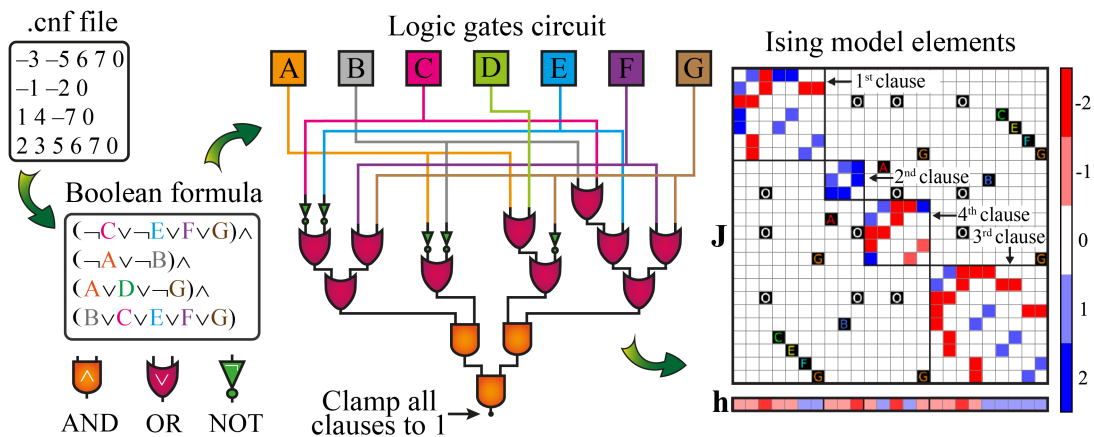 .cnf file
–3 –5 6 7 0
–1 –2 0
1 4 –7 0
2 3 5 6 7 0
Boolean formula
(¬C∨¬E∨F∨G)∧
(¬A∨¬B)∧
(A∨D∨¬G)∧
(B∨C∨E∨F∨G)
∧
∨
AND OR NOT
Logic gates circuit
A B C D E F G
Clamp all
clauses to 1
Ising model elements
1st clause
O O O
C
E
F
G G
A
2nd clause
B
O O O
4th clause
A
3rd clause
J
O O O
G G
O O O
B
C
E
F
G G
h
-2
-1
0
1
2